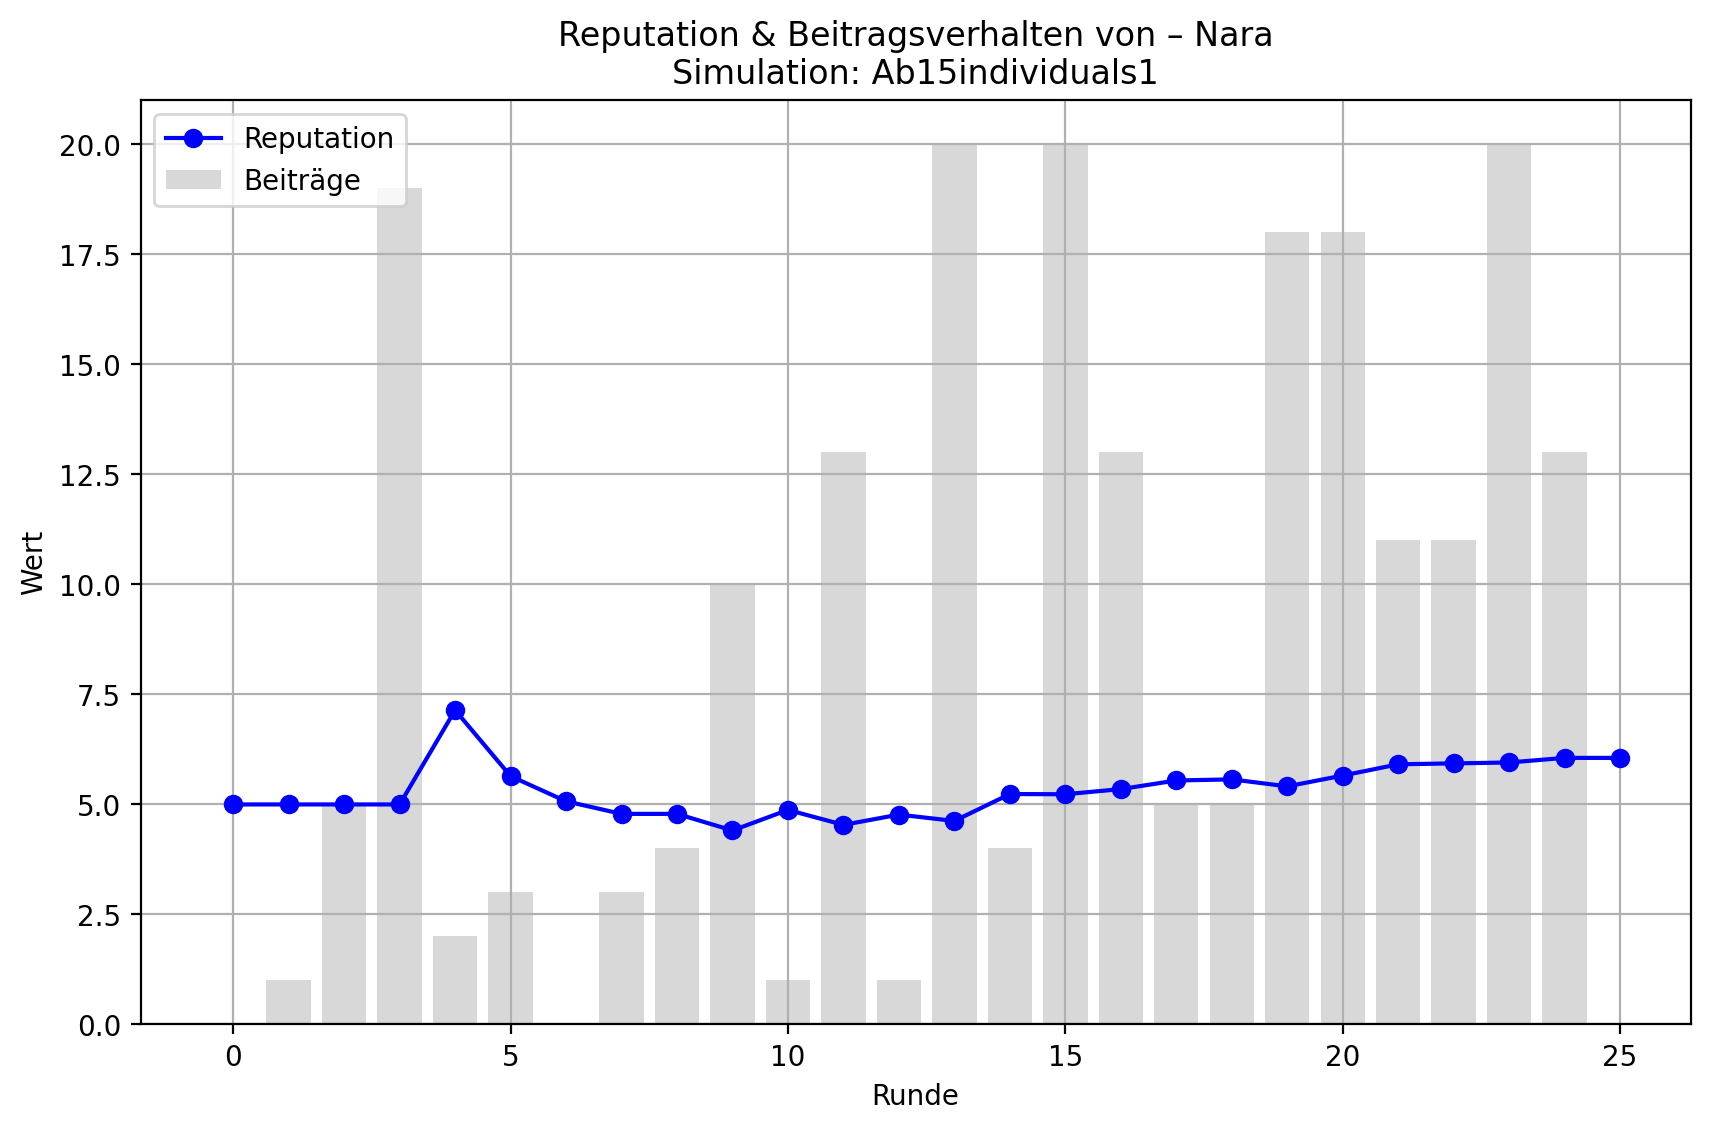 Reputation & Beitragsverhalten von – Nara
Simulation: Ab15individuals1
Reputation
Beiträge
20.0
17.5
15.0
12.5
10.0
7.5
5.0
2.5
0.0
Wert
0 5 10 15 20 25
Runde